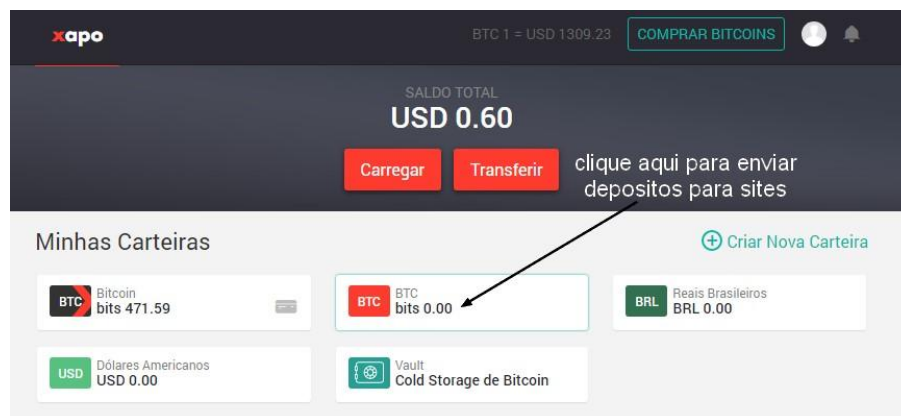 xapo
BTC 1 = USD 1309.23
COMPRAR BITCOINS
SALDO TOTAL
USD 0.60
Carregar
Transferir
clique aqui para enviar
depositos para sites
Minhas Carteiras
Criar Nova Carteira
BTC
Bitcoin
bits 471.59
BTC
BTC
bits 0.00
BRL
Reais Brasileiros
BRL 0.00
USD
Dólares Americanos
USD 0.00
Vault
Cold Storage de Bitcoin